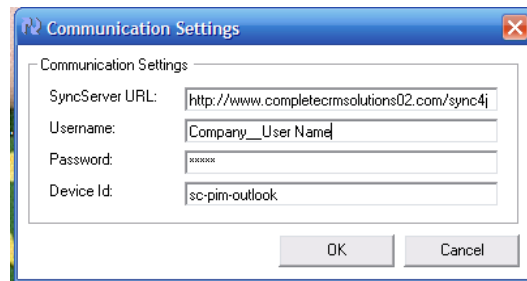 Communication Settings
Communication Settings
SyncServer URL: http://www.completecrmsolutions02.com/sync4j
Username: Company__User Name
Password: xxxxx
Device Id: sc-pim-outlook
OK Cancel